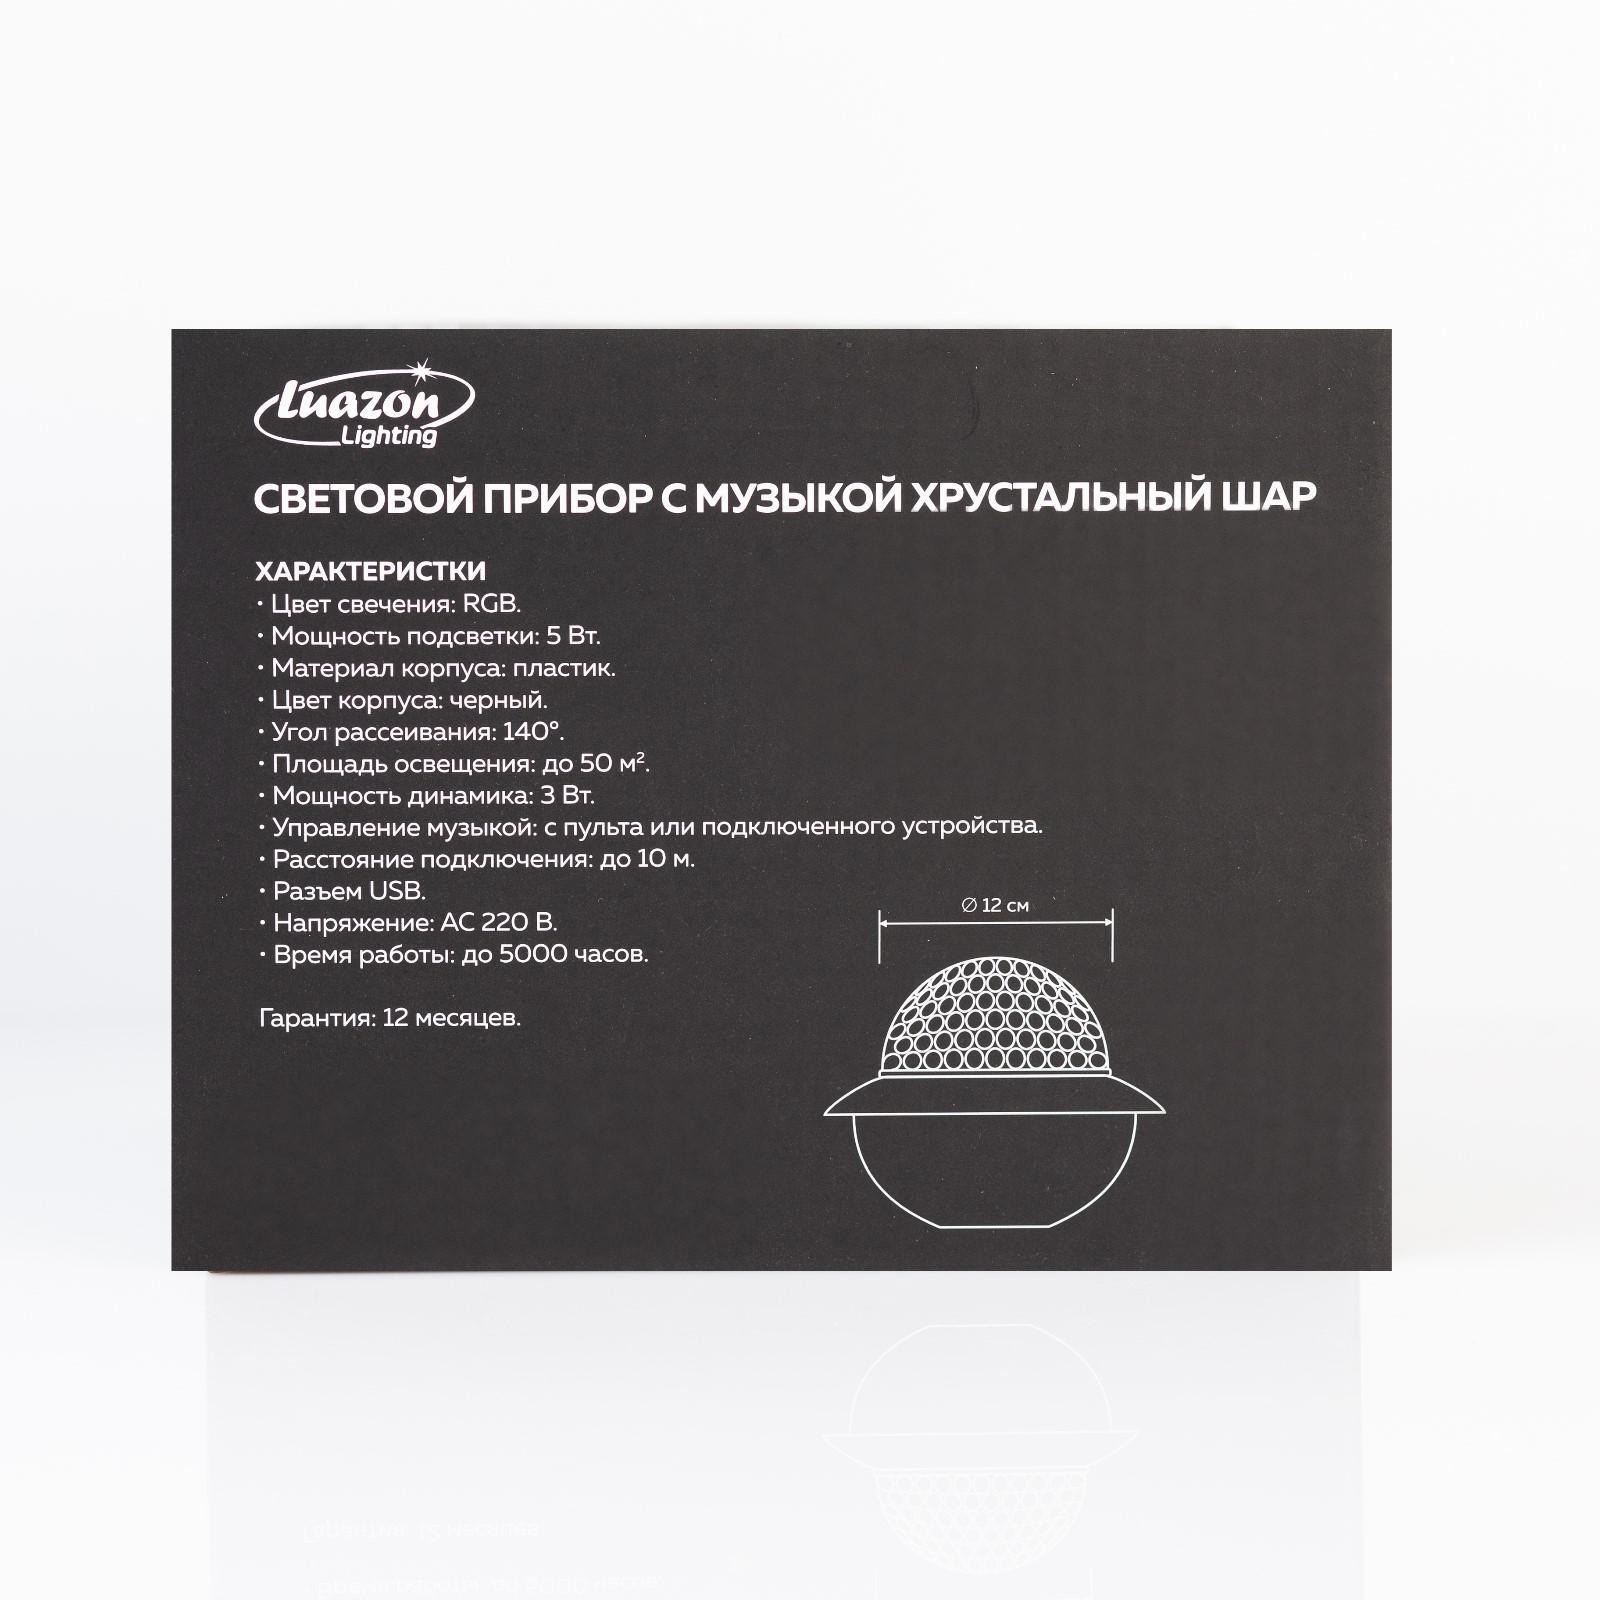 Luazon
Lighting
СВЕТОВОЙ ПРИБОР С МУЗЫКОЙ ХРУСТАЛЬНЫЙ ШАР
ХАРАКТЕРИСТКИ
• Цвет свечения: RGB.
• Мощность подсветки: 5 Вт.
• Материал корпуса: пластик.
• Цвет корпуса: черный.
• Угол рассеивания: 140°.
• Площадь освещения: до 50 м².
• Мощность динамика: 3 Вт.
• Управление музыкой: с пульта или подключенного устройства.
• Расстояние подключения: до 10 м.
• Разъем USB.
• Напряжение: АС 220 В.
• Время работы: до 5000 часов.
Гарантия: 12 месяцев.
∅ 12 см